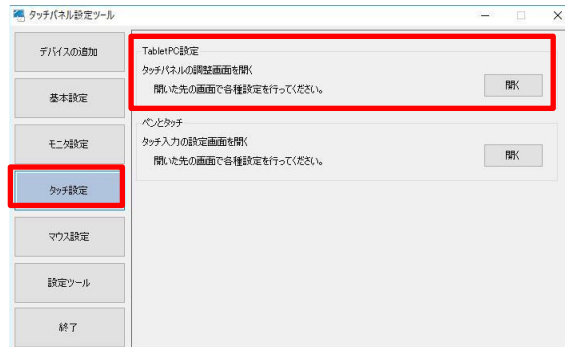 タッチパネル設定ツール
デバイスの追加
基本設定
モニタ設定
タッチ設定
マウス設定
設定ツール
終了
TabletPC設定
タッチパネルの調整画面を開く
開いた先の画面で各種設定を行ってください。
開く
ペンとタッチ
タッチ入力の設定画面を開く
開いた先の画面で各種設定を行ってください。
開く